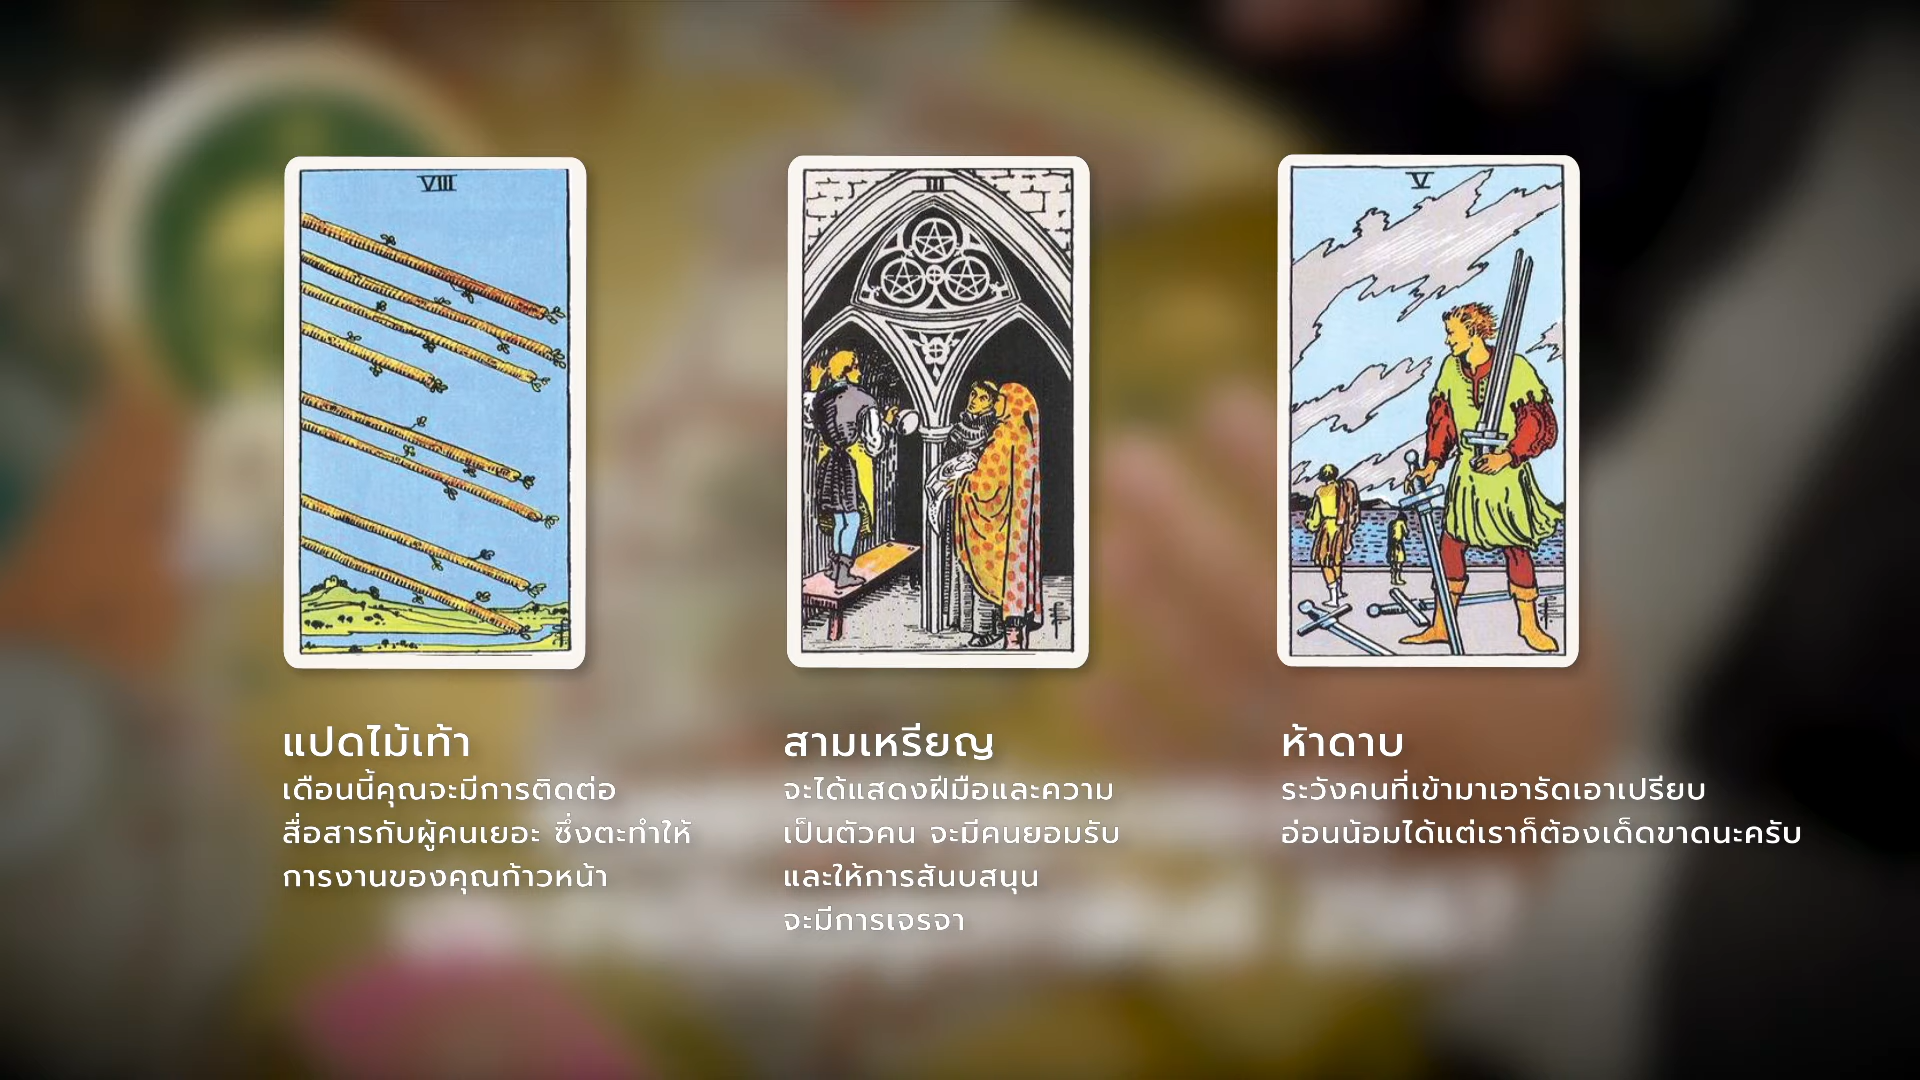 VIII
III
V
แปดไม้เท้า
เดือนนี้คุณจะมีการติดต่อ
สื่อสารกับผู้คนเยอะ ซึ่งตะทำให้
การงานของคุณก้าวหน้า
สามเหรียญ
จะได้แสดงฝีมือและความ
เป็นตัวคน จะมีคนยอมรับ
และให้การสันบสนุน
จะมีการเจรจา
ห้าดาบ
ระวังคนที่เข้ามาเอารัดเอาเปรียบ
อ่อนน้อมได้แต่เราก็ต้องเด็ดขาดนะครับ